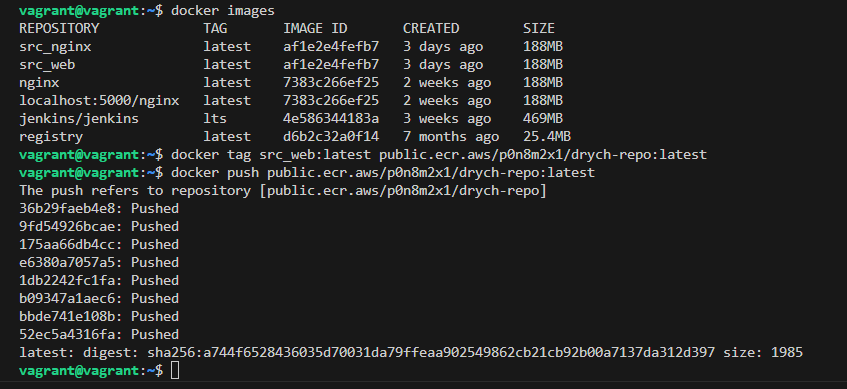 vagrant@vagrant:~$ docker images
REPOSITORY TAG IMAGE ID CREATED SIZE
src_nginx latest af1e2e4fefb7 3 days ago 188MB
src_web latest af1e2e4fefb7 3 days ago 188MB
nginx latest 7383c266ef25 2 weeks ago 188MB
localhost:5000/nginx latest 7383c266ef25 2 weeks ago 188MB
jenkins/jenkins lts 4e586344183a 3 weeks ago 469MB
registry latest d6b2c32a0f14 7 months ago 25.4MB
vagrant@vagrant:~$ docker tag src_web:latest public.ecr.aws/p0n8m2x1/drych-repo:latest
vagrant@vagrant:~$ docker push public.ecr.aws/p0n8m2x1/drych-repo:latest
The push refers to repository [public.ecr.aws/p0n8m2x1/drych-repo]
36b29faeb4e8: Pushed
9fd54926bcae: Pushed
175aa66db4cc: Pushed
e6380a7057a5: Pushed
1db2242fc1fa: Pushed
b09347a1aec6: Pushed
bbde741e108b: Pushed
52ec5a4316fa: Pushed
latest: digest: sha256:a744f6528436035d70031da79ffeaa902549862cb21cb92b00a7137da312d397 size: 1985
vagrant@vagrant:~$